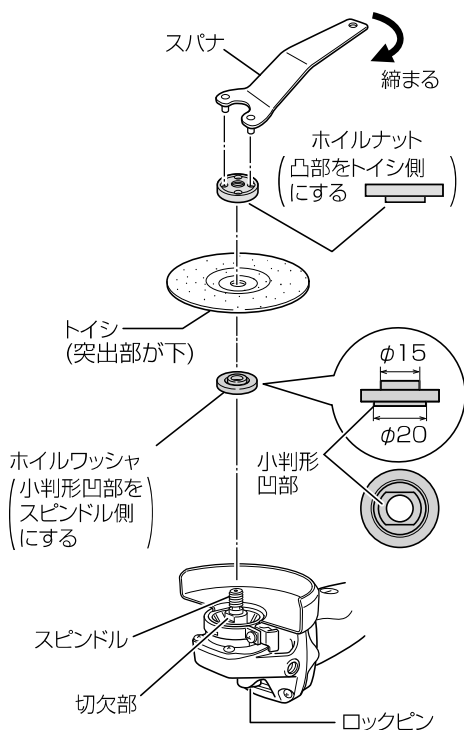 スパナ
締まる
ホイルナット
(凸部をトイシ側
にする)
トイシ
(突出部が下)
φ15
φ20
小判形
凹部
ホイルワッシャ
(小判形凹部を
スピンドル側
にする)
スピンドル
切欠部
ロックピン